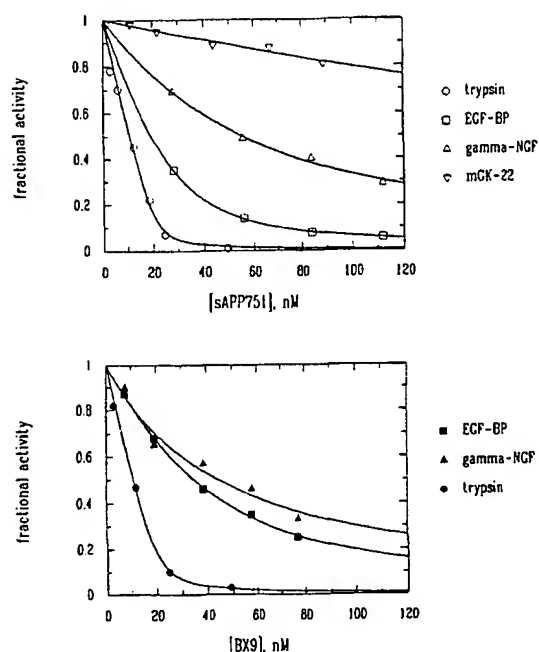 fractional activity
1
0.8
0.6
0.4
0.2
0
0 20 40 60 80 100 120
[sAPP751], nM
trypsin
EGF-BP
gamma-NGF
mGK-22
fractional activity
1
0.8
0.6
0.4
0.2
0
0 20 40 60 80 100 120
[BX9], nM
EGF-BP
gamma-NGF
trypsin